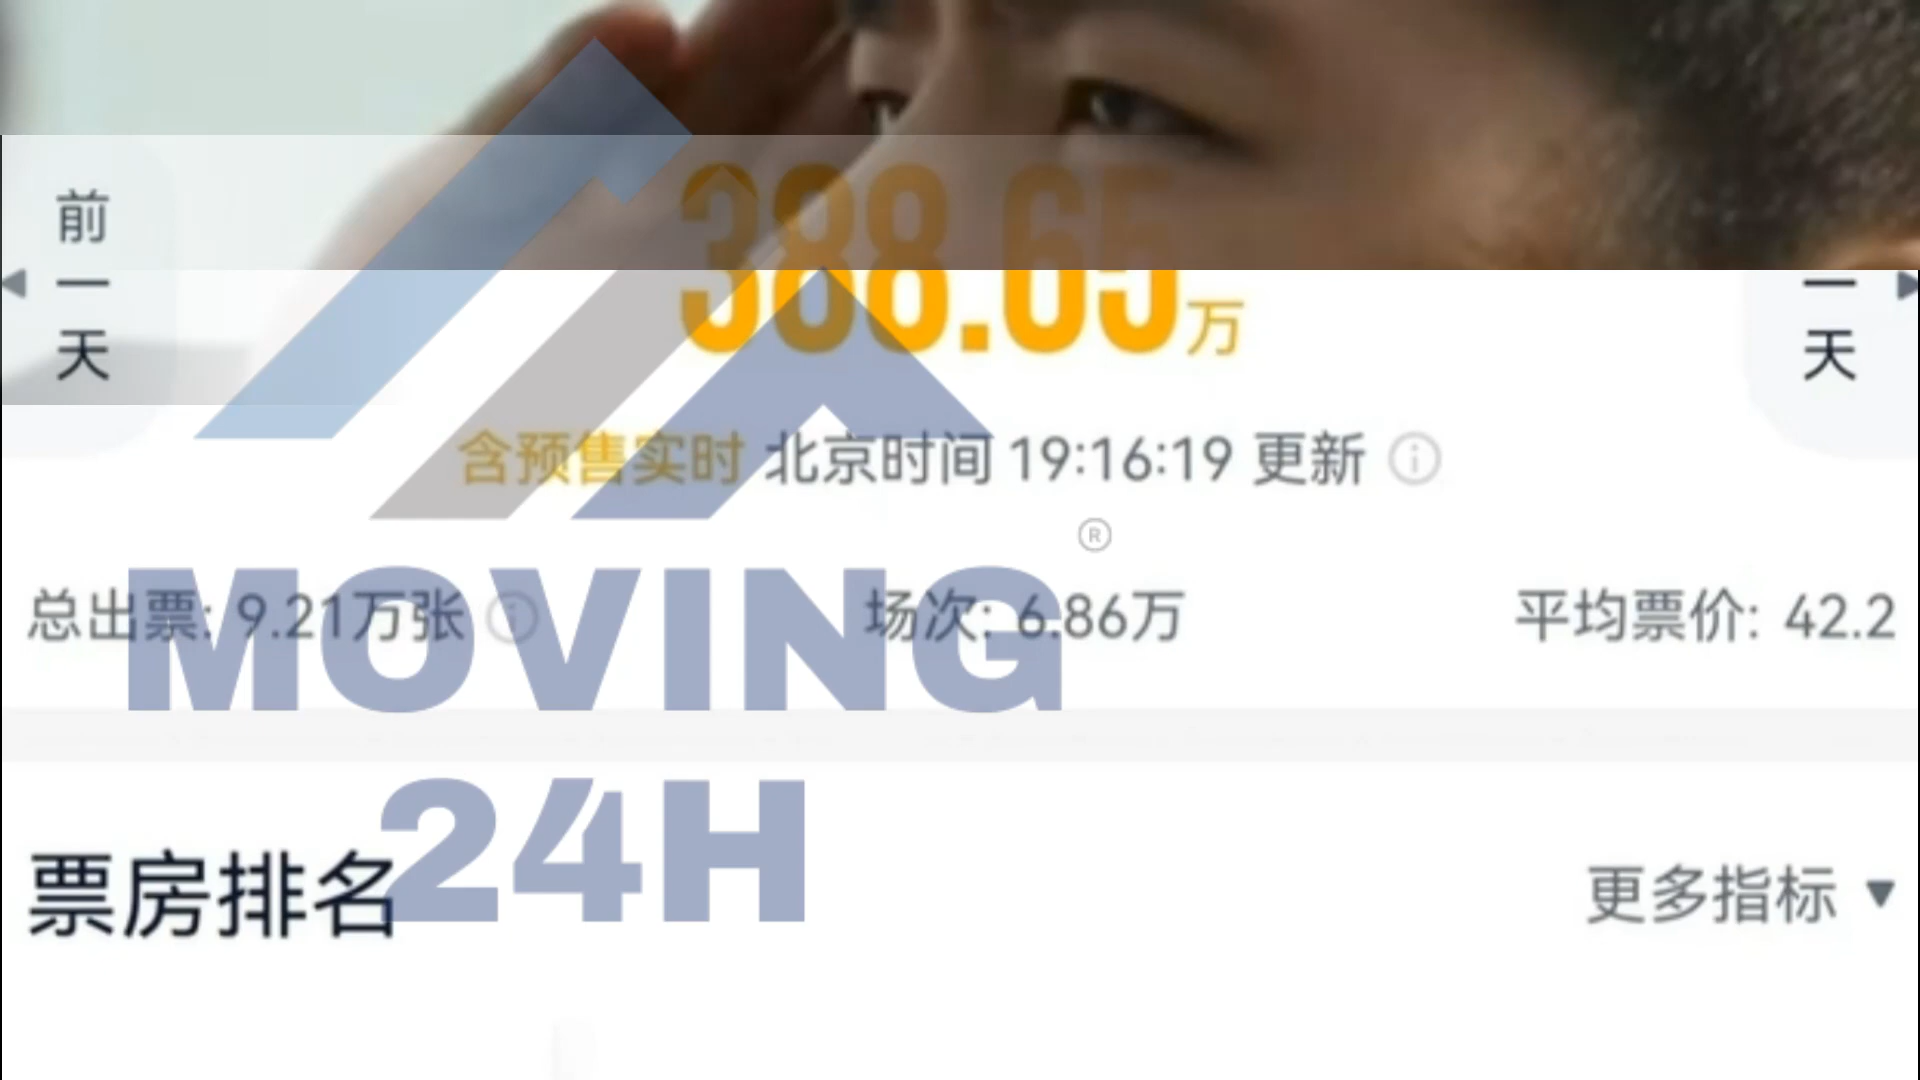 前一天
388.65万
一天
含预售实时 北京时间 19:16:19 更新
®
总出票: 9.21万张 场次: 6.86万 平均票价: 42.2
MOVING
24H
票房排名 更多指标